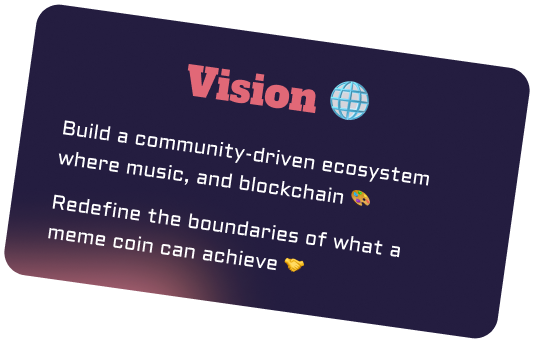 Vision 🌐
Build a community-driven ecosystem
where music, and blockchain 🎨
Redefine the boundaries of what a
meme coin can achieve 🤝